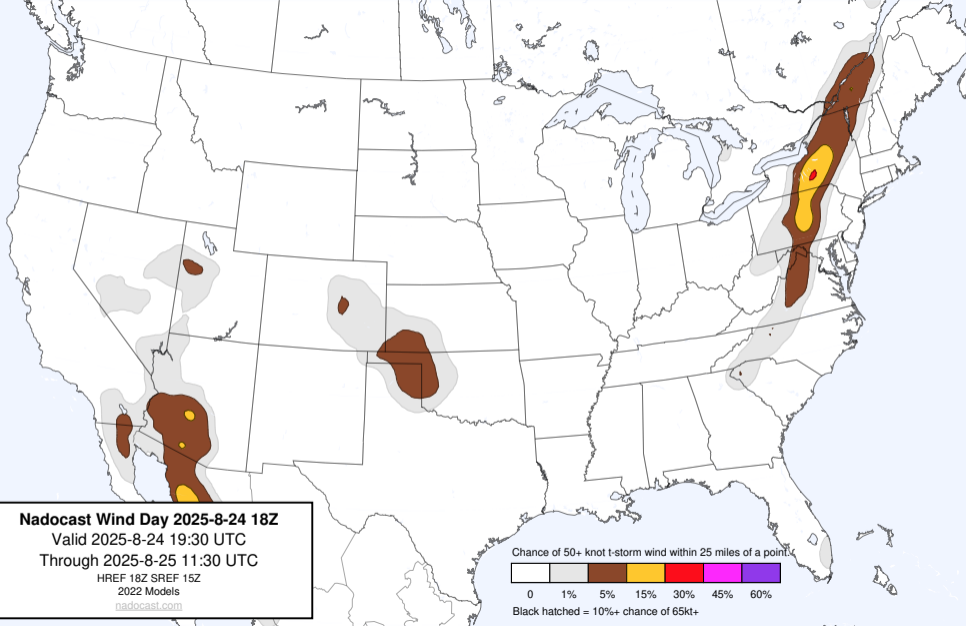 Nadocast Wind Day 2025-8-24 18Z
Valid 2025-8-24 19:30 UTC
Through 2025-8-25 11:30 UTC
HREF 18Z SREF 15Z
2022 Models
nadocast.com
Chance of 50+ knot t-storm wind within 25 miles of a point.
0 1% 5% 15% 30% 45% 60%
Black hatched = 10%+ chance of 65kt+